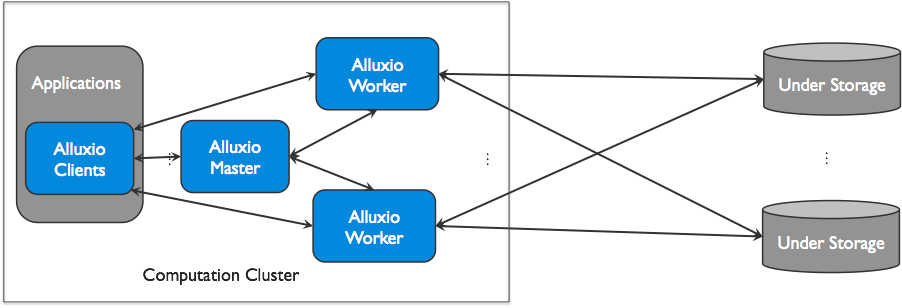 Applications
Alluxio
Clients
Alluxio
Master
Alluxio
Worker
Alluxio
Worker
Computation Cluster
Under Storage
Under Storage